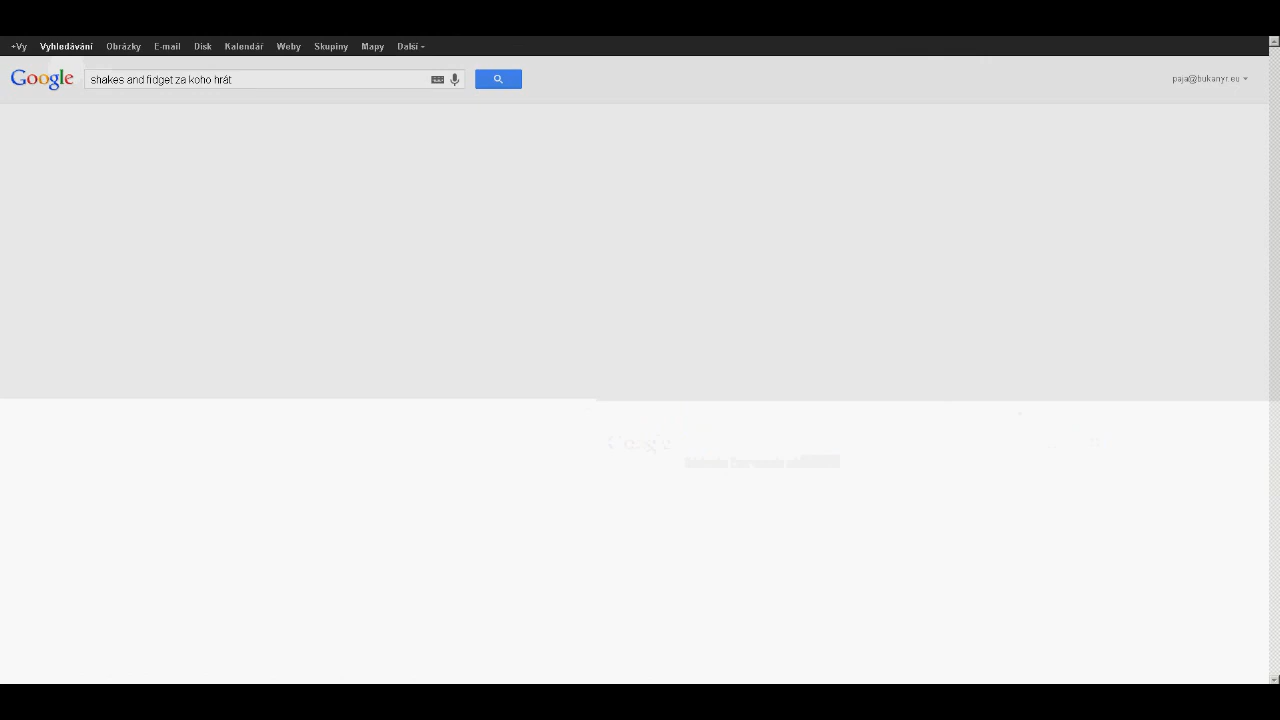 +Vy Vyhledávání Obrázky E-mail Disk Kalendář Weby Skupiny Mapy Další
Google shakes and fidget za koho hrát paja@bukanyr.eu